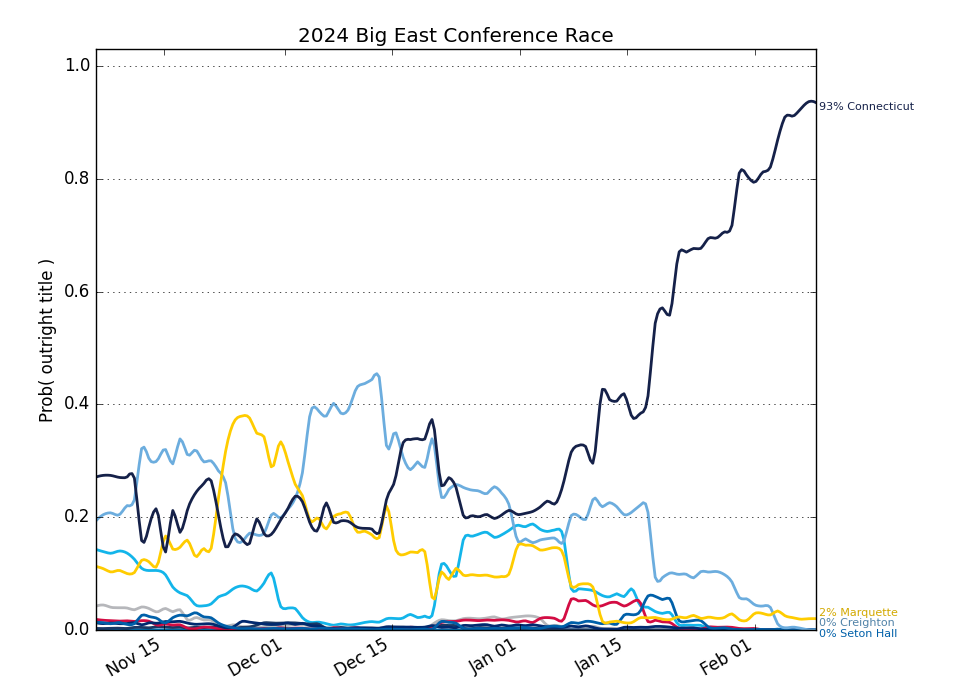 2024 Big East Conference Race
1.0
0.8
0.6
0.4
0.2
0.0
Prob( outright title )
93% Connecticut
2% Marquette
0% Creighton
0% Seton Hall
Nov 15
Dec 01
Dec 15
Jan 01
Jan 15
Feb 01